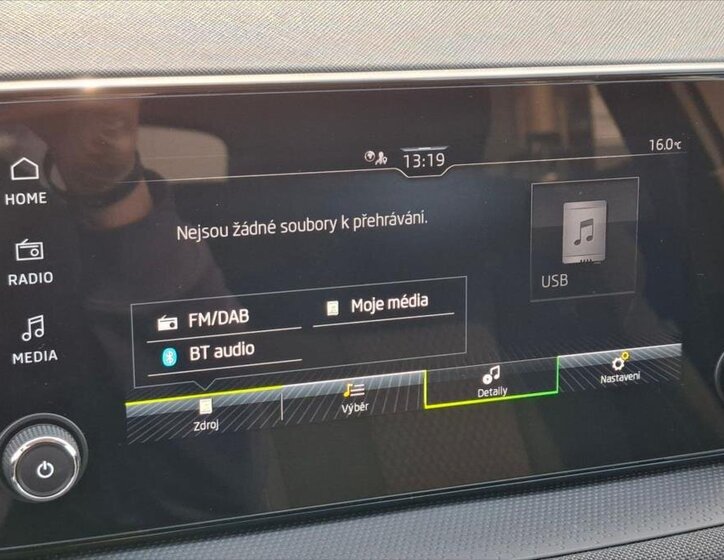 13:19
16.0°C
HOME
Nejsou žádné soubory k přehrávání.
RADIO
USB
MEDIA
FM/DAB
Moje média
BT audio
Zdroj
Výběr
Detaily
Nastavení